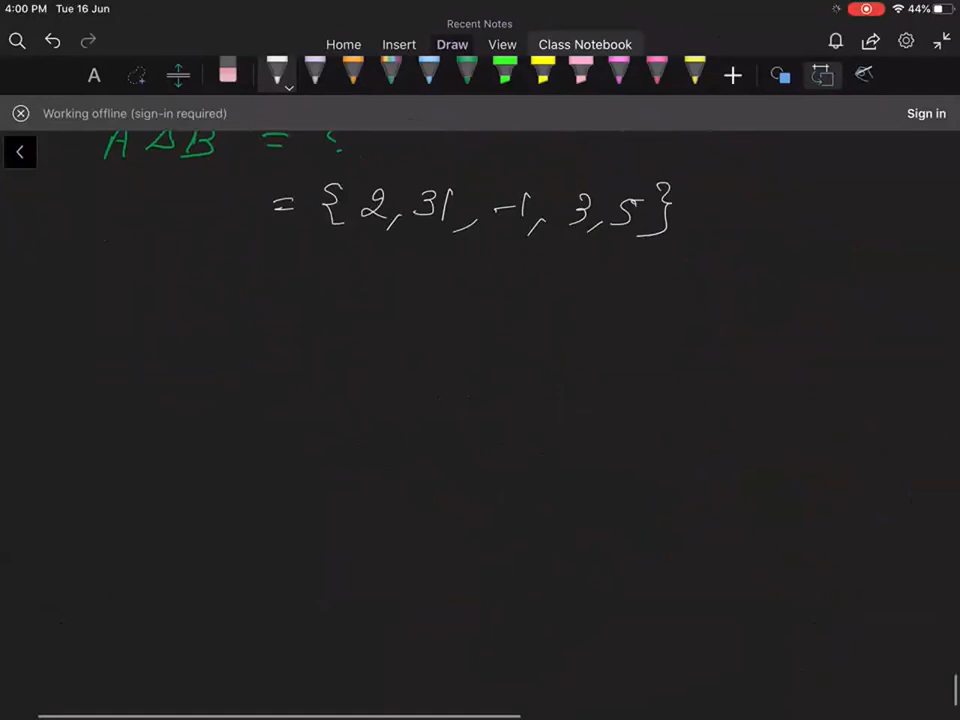 4:00 PM Tue 16 Jun
44%
Recent Notes
Home Insert Draw View Class Notebook
A
Working offline (sign-in required) Sign in
A Δ B = ?
= { 2, 31, -1, 3, 5 }